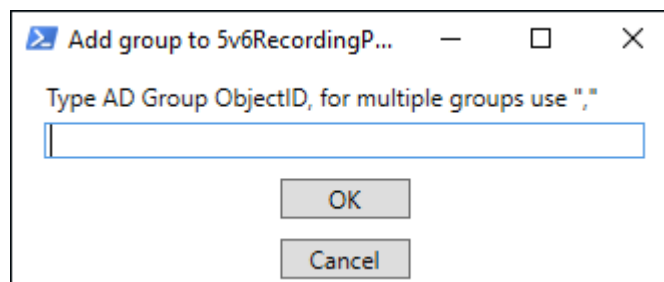 Add group to 5v6RecordingP...
Type AD Group ObjectID, for multiple groups use ","
OK
Cancel